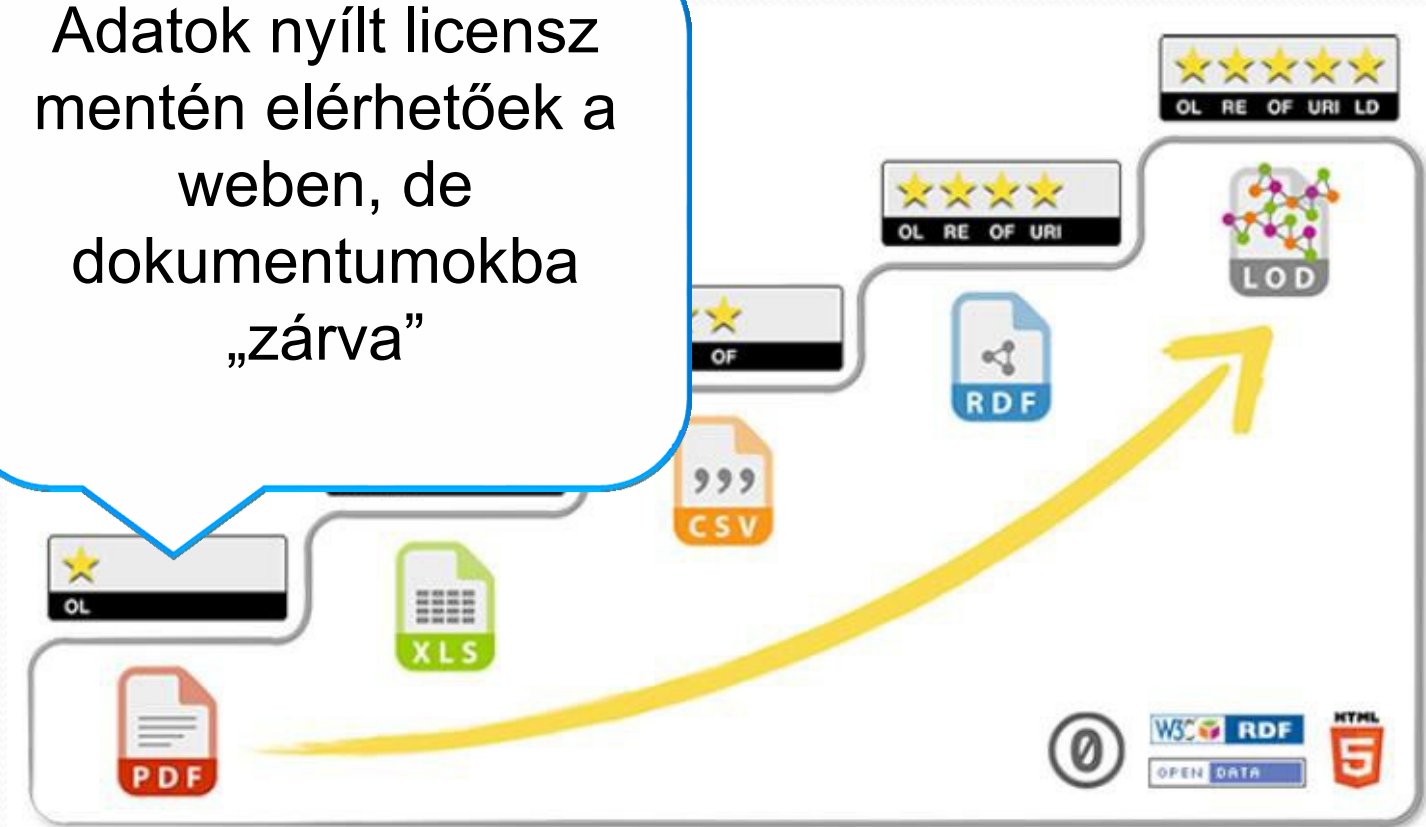 Adatok nyílt licensz
mentén elérhetőek a
weben, de
dokumentumokba
„zárva”
OL RE OF URI LD
LOD
OL RE OF URI
RDF
OF
,,,
CSV
XLS
OL
PDF
0
W3C RDF
OPEN DATA
HTML
5